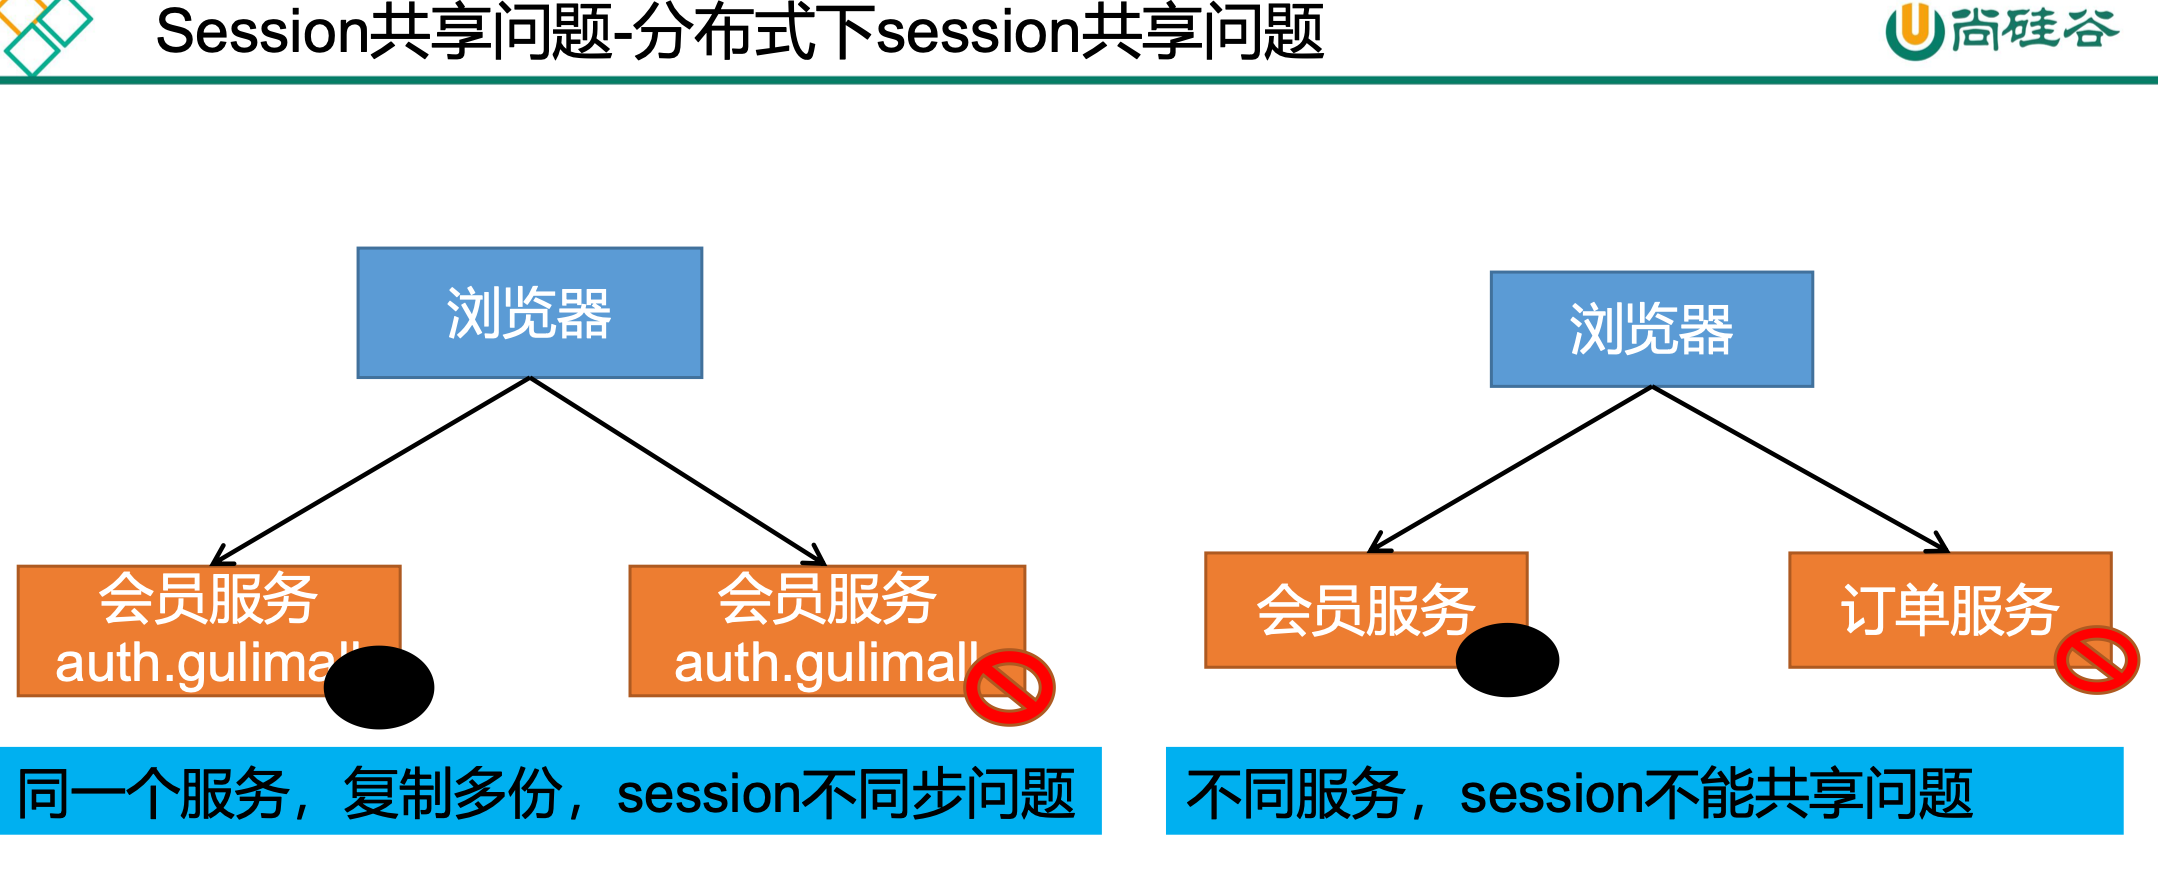 Session共享问题-分布式下session共享问题
尚硅谷
浏览器
浏览器
会员服务
auth.gulimall
会员服务
auth.gulimall
会员服务
订单服务
同一个服务，复制多份，session不同步问题
不同服务，session不能共享问题